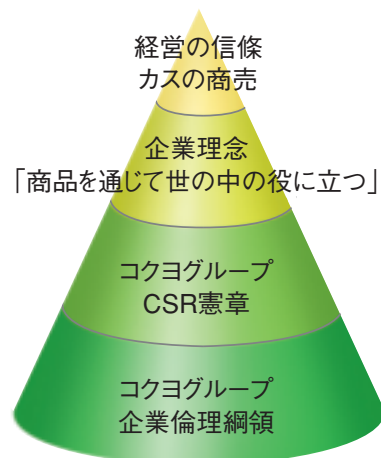 経営の信條
カスの商売
企業理念
「商品を通じて世の中の役に立つ」
コクヨグループ
CSR憲章
コクヨグループ
企業倫理綱領